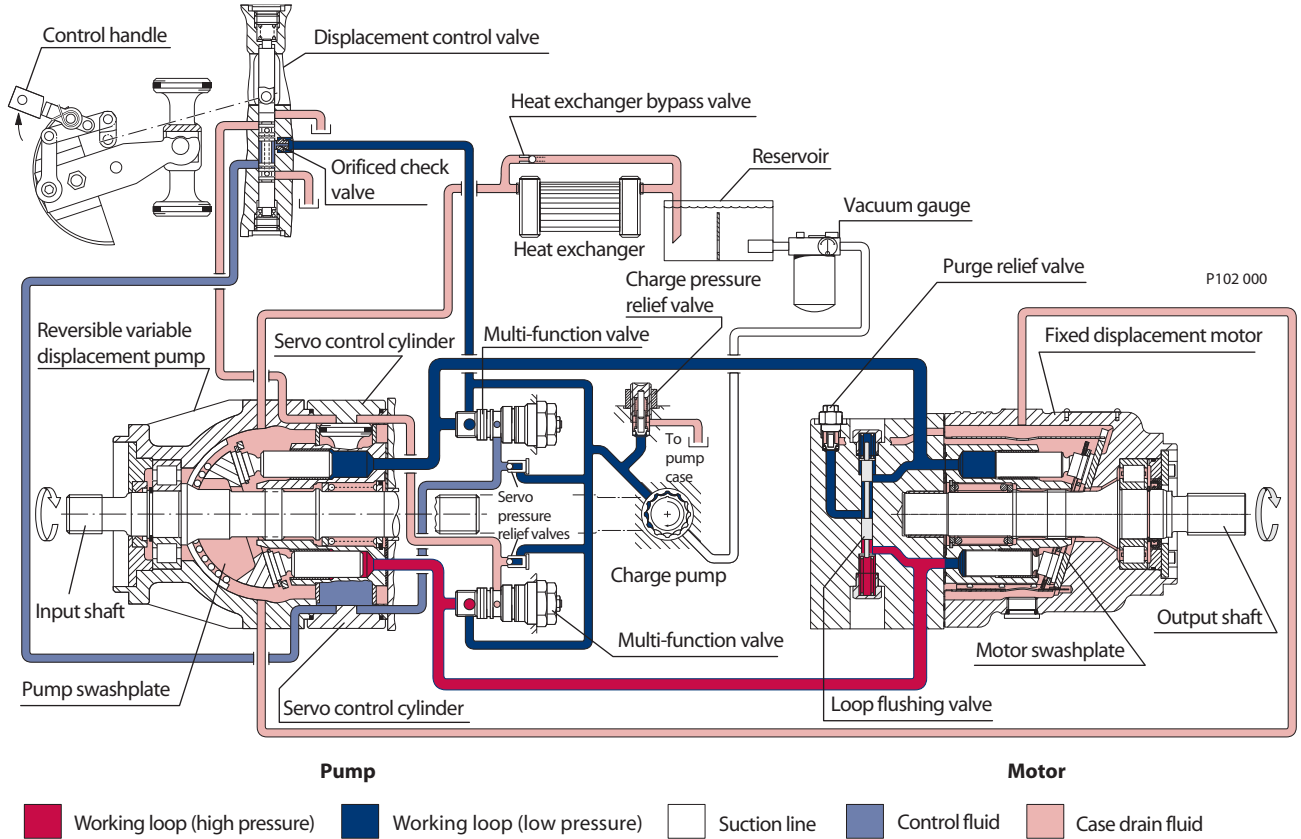 Control handle
Displacement control valve
Heat exchanger bypass valve
Reservoir
Orificed check
valve
Vacuum gauge
Heat exchanger
Purge relief valve
Charge pressure
relief valve
P102 000
Reversible variable
displacement pump
Servo control cylinder
Multi-function valve
Fixed displacement motor
To
pump
case
Servo
pressure
relief valves
Charge pump
Input shaft
Output shaft
Multi-function valve
Motor swashplate
Pump swashplate
Servo control cylinder
Loop flushing valve
Pump
Motor
Working loop (high pressure)
Working loop (low pressure)
Suction line
Control fluid
Case drain fluid